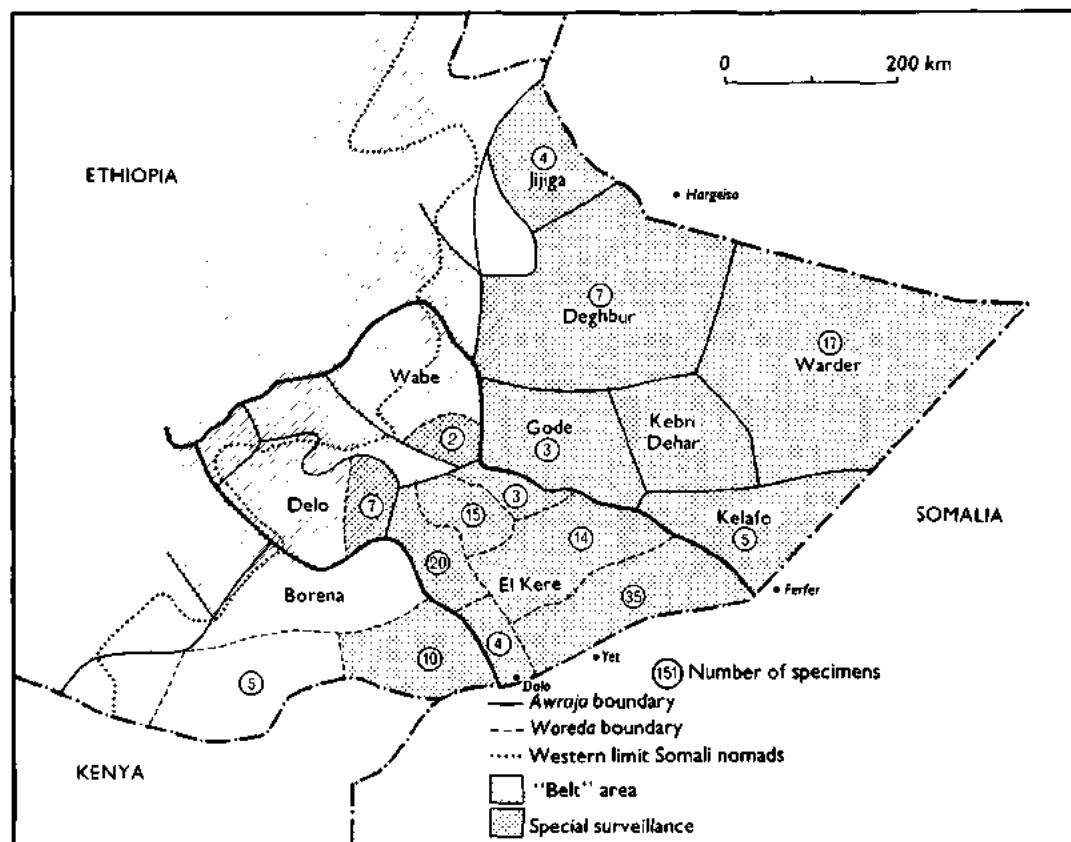 0 200 km
ETHIOPIA
4
Jijiga
Hargeisa
7
Deghbur
17
Warder
Wabe
Kebri
Dehar
Gode
3
2
Delo
7
15
3
14
Kelafo
5
SOMALIA
20
El Kere
35
Ferfer
Borena
10
4
5
Yet
Dolo
151 Number of specimens
Awraja boundary
Woreda boundary
Western limit Somali nomads
"Belt" area
Special surveillance
KENYA